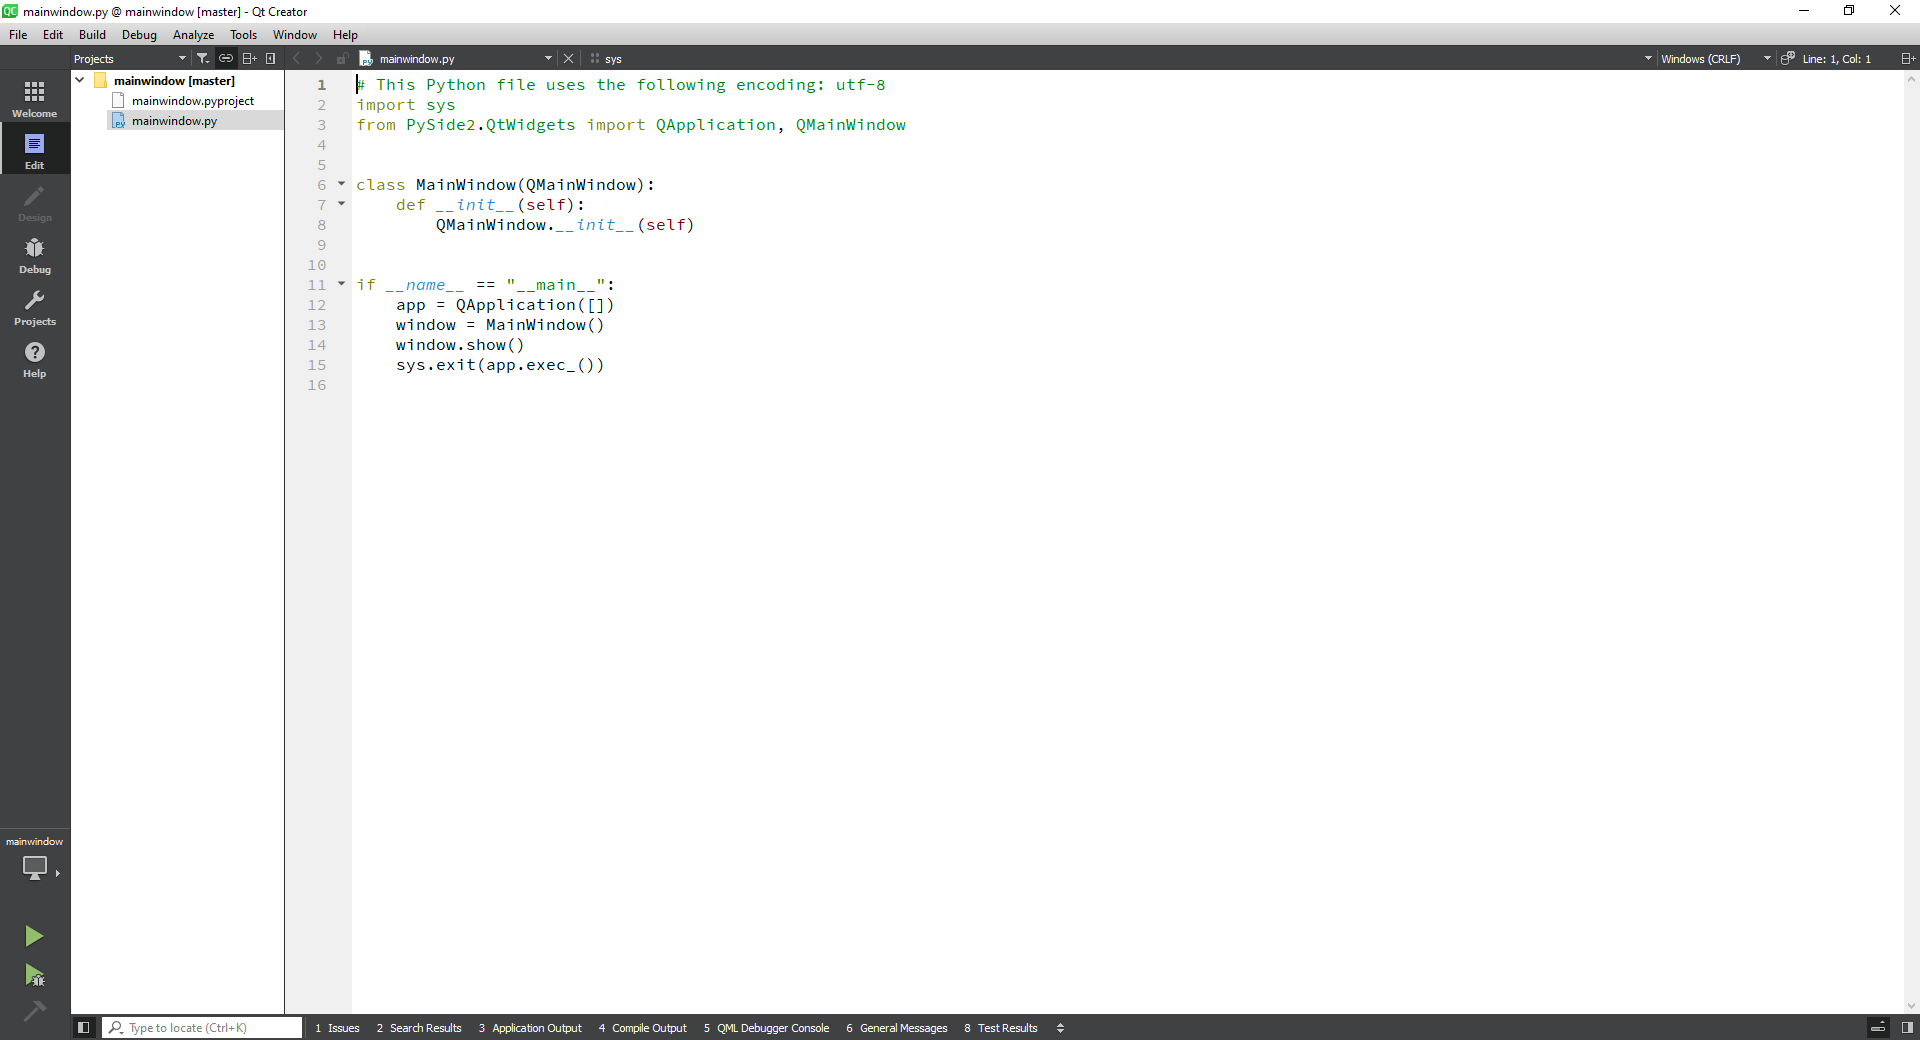 mainwindow.py @ mainwindow [master] - Qt Creator
File Edit Build Debug Analyze Tools Window Help
Projects mainwindow.py sys Windows (CRLF) Line: 1, Col: 1
mainwindow [master]
mainwindow.pyproject
mainwindow.py
Welcome
Edit
Design
Debug
Projects
Help
1 # This Python file uses the following encoding: utf-8
2 import sys
3 from PySide2.QtWidgets import QApplication, QMainWindow
4
5
6 class MainWindow(QMainWindow):
7     def __init__(self):
8         QMainWindow.__init__(self)
9
10
11 if __name__ == "__main__":
12     app = QApplication([])
13     window = MainWindow()
14     window.show()
15     sys.exit(app.exec_())
16
mainwindow
Type to locate (Ctrl+K) 1 Issues 2 Search Results 3 Application Output 4 Compile Output 5 QML Debugger Console 6 General Messages 8 Test Results